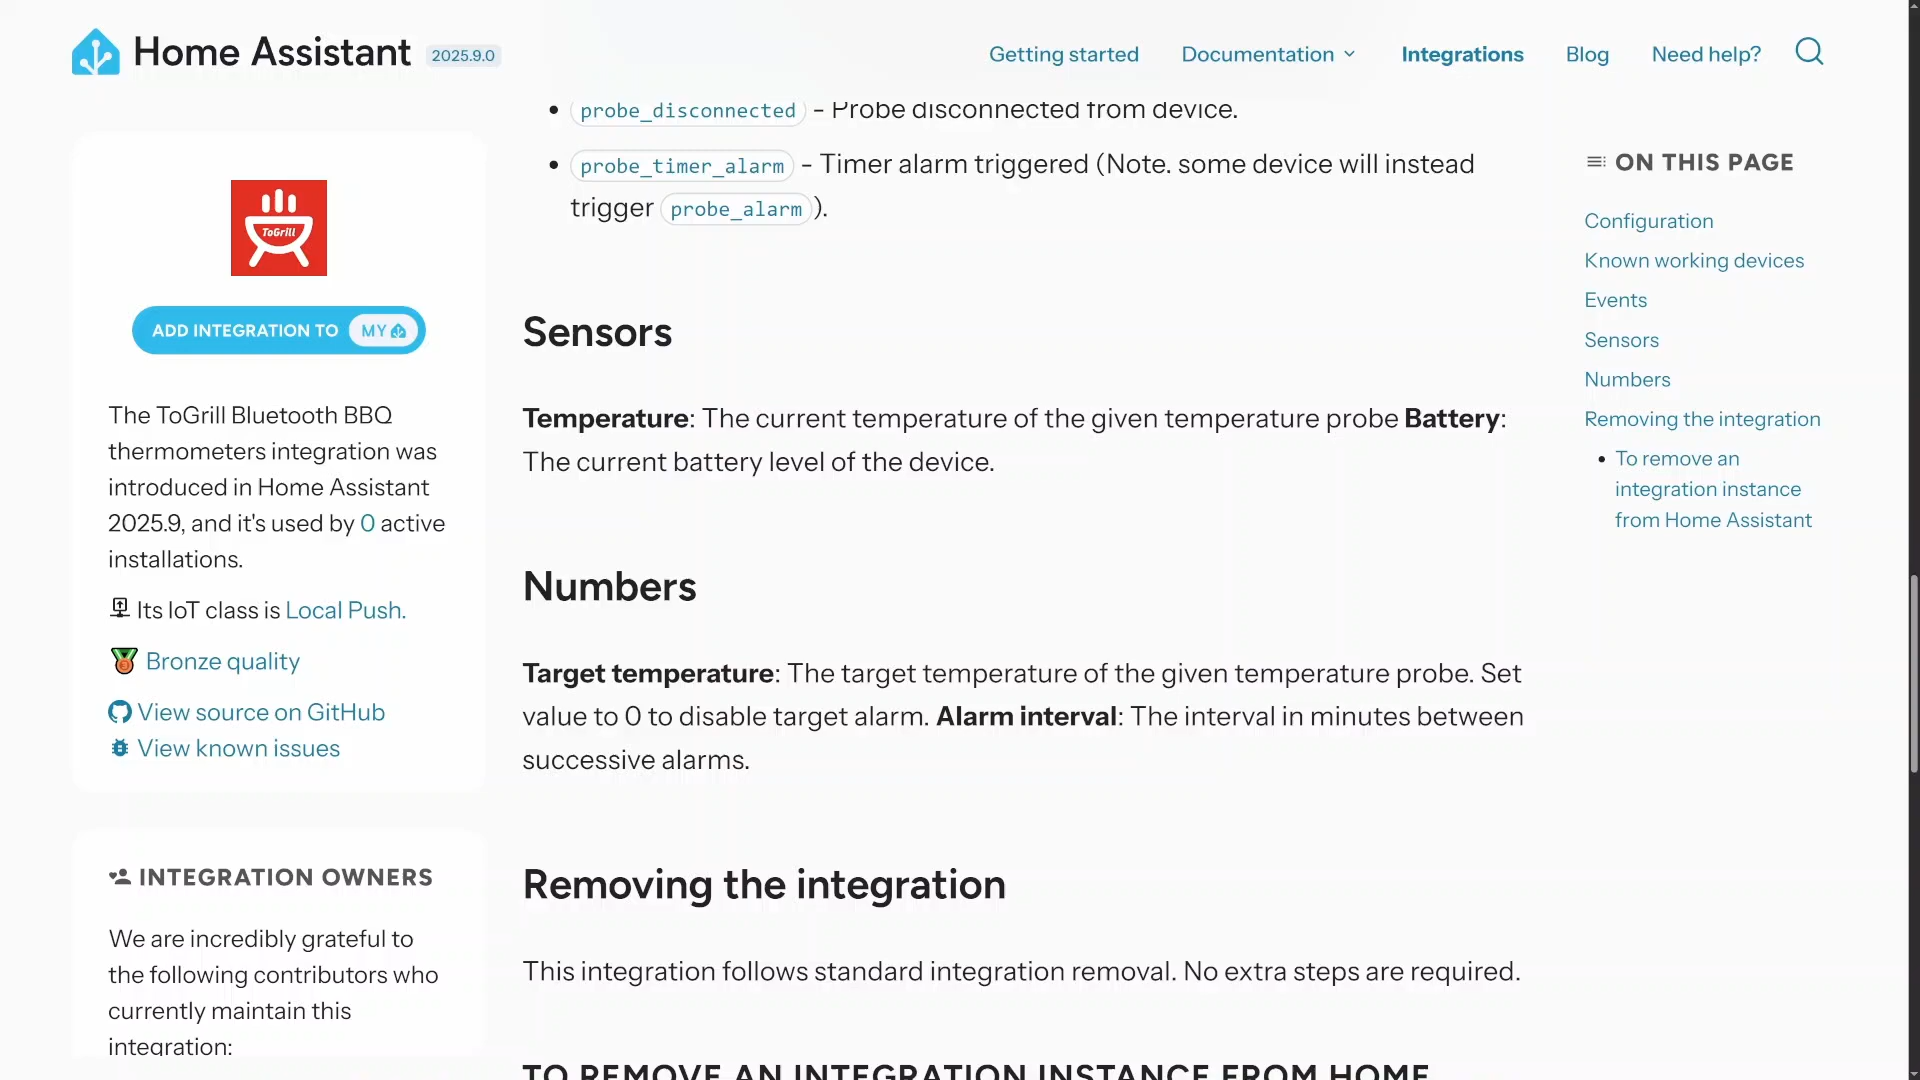 Home Assistant 2025.9.0
Getting started Documentation Integrations Blog Need help?
ToGrill
ADD INTEGRATION TO MY
The ToGrill Bluetooth BBQ
thermometers integration was
introduced in Home Assistant
2025.9, and it's used by 0 active
installations.
Its IoT class is Local Push.
Bronze quality
View source on GitHub
View known issues
INTEGRATION OWNERS
We are incredibly grateful to
the following contributors who
currently maintain this
integration:
• probe_disconnected - Probe disconnected from device.
• probe_timer_alarm - Timer alarm triggered (Note. some device will instead
trigger probe_alarm ).
Sensors
Temperature: The current temperature of the given temperature probe Battery:
The current battery level of the device.
Numbers
Target temperature: The target temperature of the given temperature probe. Set
value to 0 to disable target alarm. Alarm interval: The interval in minutes between
successive alarms.
Removing the integration
This integration follows standard integration removal. No extra steps are required.
TO REMOVE AN INTEGRATION INSTANCE FROM HOME
ON THIS PAGE
Configuration
Known working devices
Events
Sensors
Numbers
Removing the integration
• To remove an
integration instance
from Home Assistant